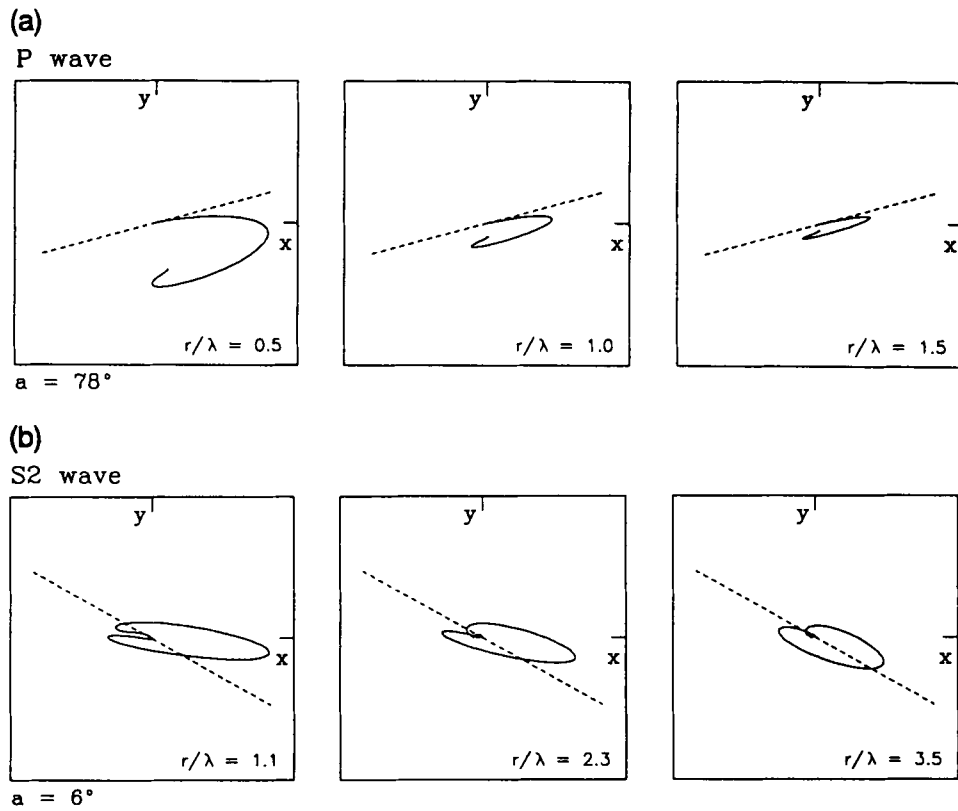 (a)
P wave
y y y
x x x
r/λ = 0.5 r/λ = 1.0 r/λ = 1.5
a = 78°
(b)
S2 wave
y y y
x x x
r/λ = 1.1 r/λ = 2.3 r/λ = 3.5
a = 6°